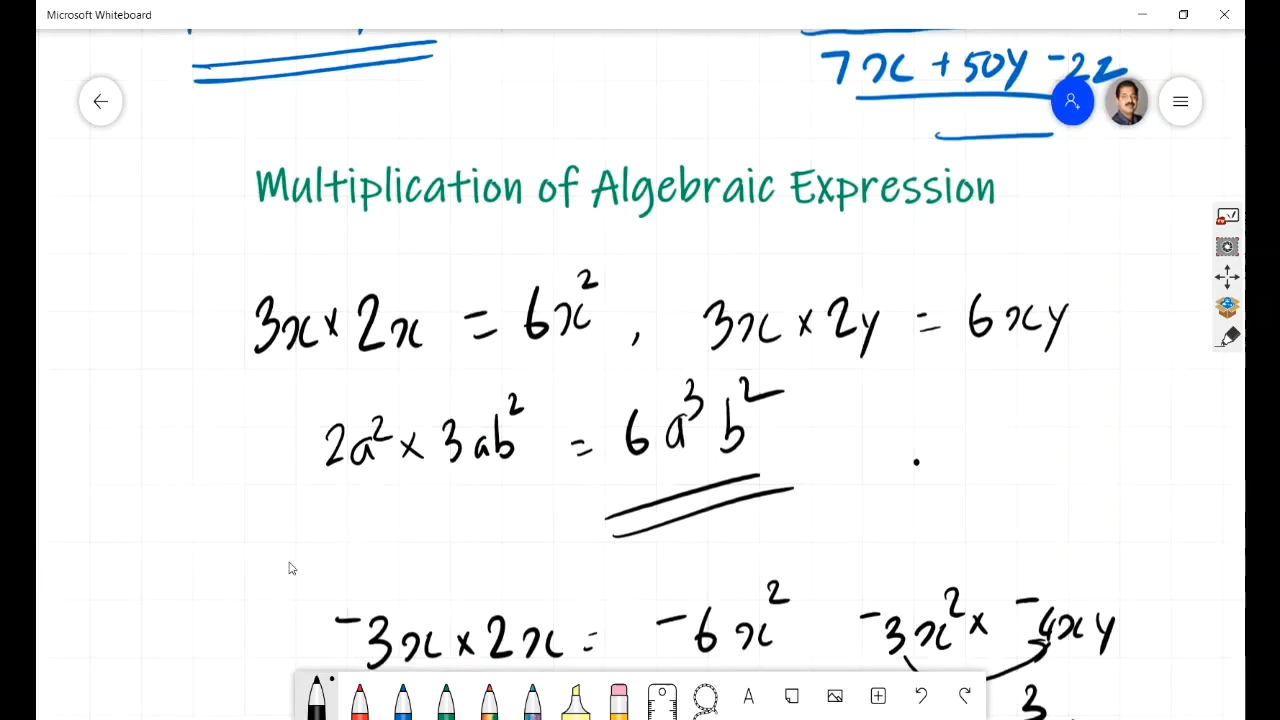 Microsoft Whiteboard
7x + 50y - 2z
Multiplication of Algebraic Expression
3x × 2x = 6x², 3x × 2y = 6xy
2a² × 3ab² = 6a³b²
-3x × 2x = -6x² -3x² × -4xy
3